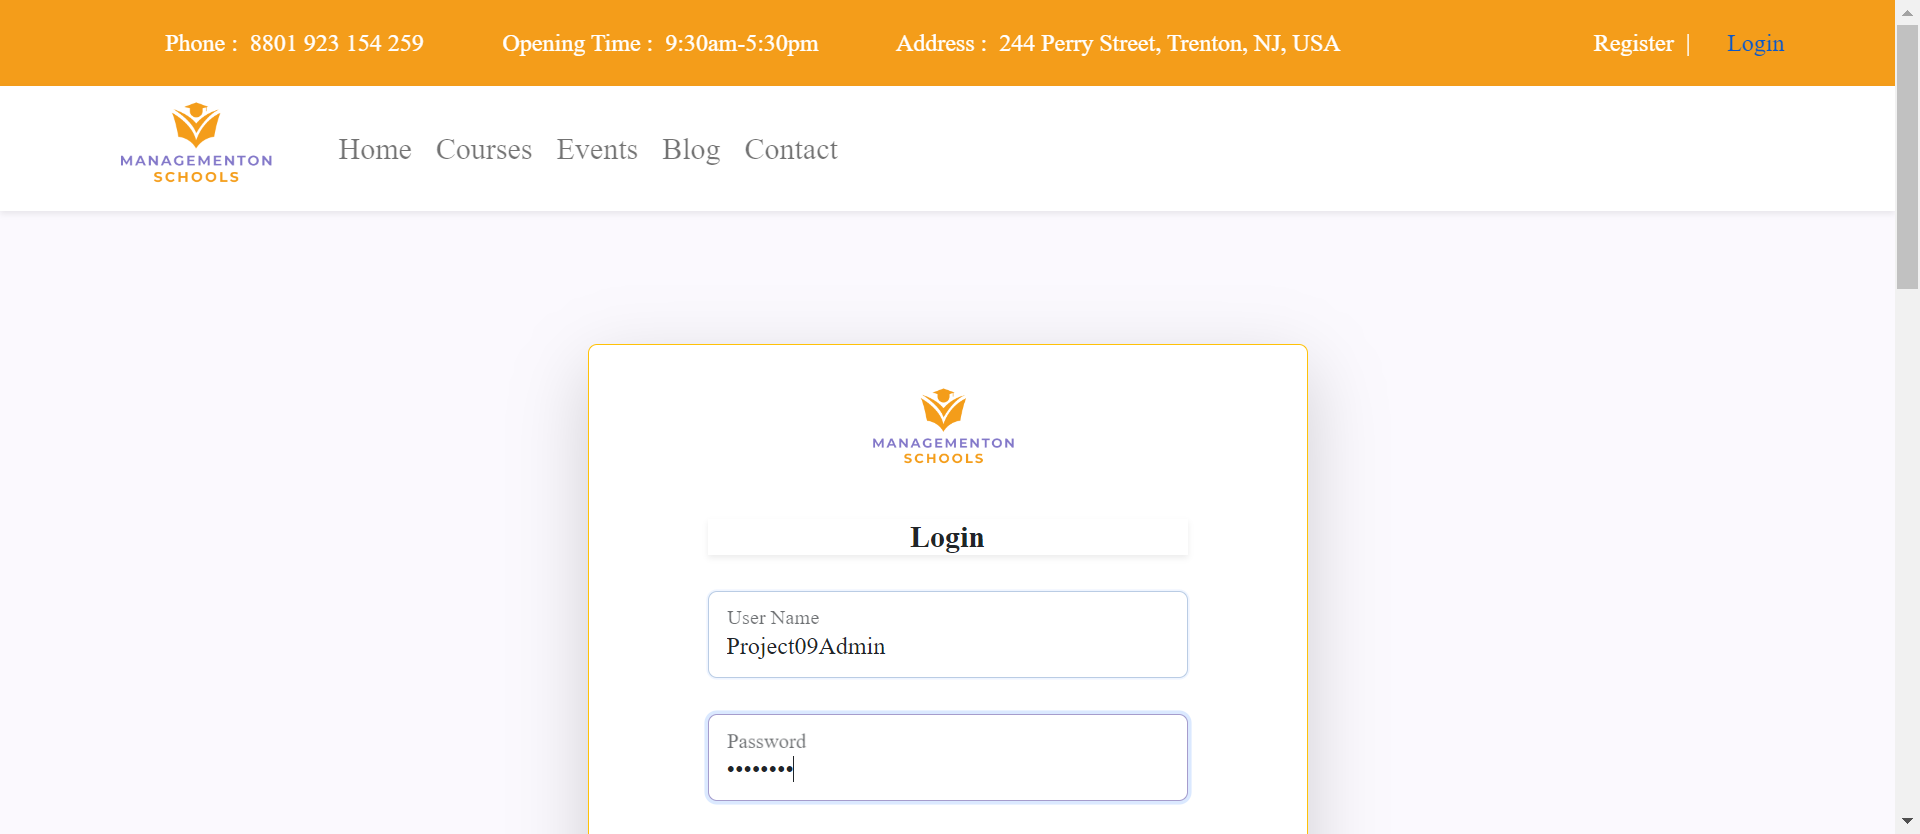 Phone : 8801 923 154 259 Opening Time : 9:30am-5:30pm Address : 244 Perry Street, Trenton, NJ, USA Register | Login
MANAGEMENTON
SCHOOLS
Home Courses Events Blog Contact
MANAGEMENTON
SCHOOLS
Login
User Name
Project09Admin
Password
••••••••